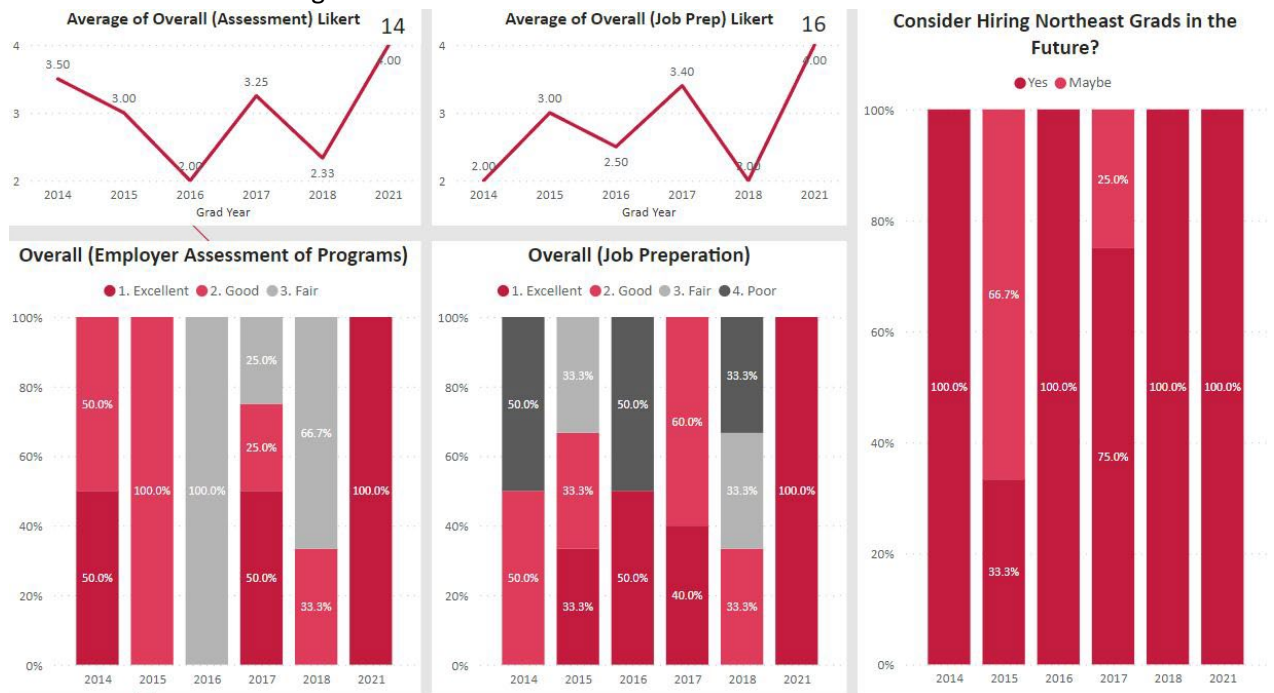 Average of Overall (Assessment) Likert 14
4
3.50
3.00
3.25
4.00
3
2.00
2.33
2
2014 2015 2016 2017 2018 2021
Grad Year
Average of Overall (Job Prep) Likert 16
4
3.00
3.40
4.00
3
2.00
2.50
2.00
2
2014 2015 2016 2017 2018 2021
Grad Year
Consider Hiring Northeast Grads in the
Future?
Yes Maybe
100%
25.0%
80%
66.7%
60%
100.0% 100.0% 100.0% 100.0%
40%
75.0%
20%
33.3%
0%
2014 2015 2016 2017 2018 2021
Overall (Employer Assessment of Programs)
1. Excellent 2. Good 3. Fair
100%
25.0%
80%
50.0% 66.7%
60%
25.0%
100.0% 100.0% 100.0%
40%
20%
50.0% 50.0% 33.3%
0%
2014 2015 2016 2017 2018 2021
Overall (Job Preperation)
1. Excellent 2. Good 3. Fair 4. Poor
100%
33.3% 33.3%
80%
50.0% 50.0% 60.0%
60%
33.3% 33.3% 100.0%
40%
20%
50.0% 33.3% 50.0% 40.0% 33.3%
0%
2014 2015 2016 2017 2018 2021